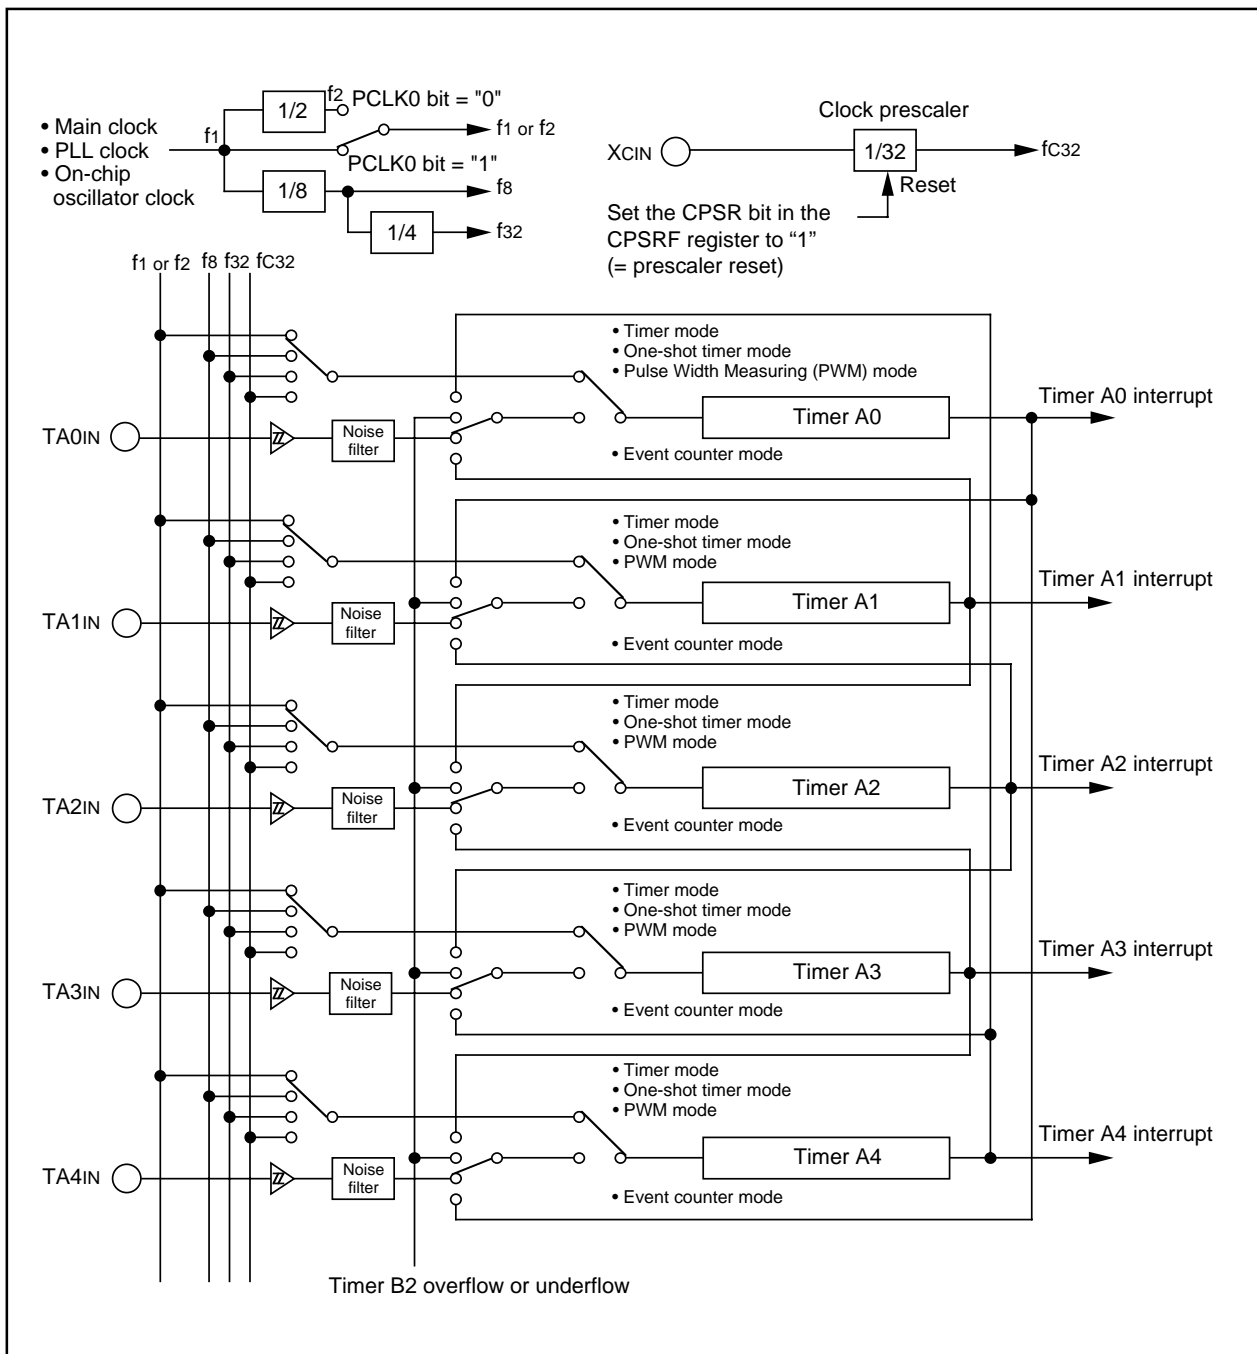 • Main clock
• PLL clock
• On-chip
oscillator clock
f1
1/2
f2
PCLK0 bit = "0"
f1 or f2
PCLK0 bit = "1"
1/8
f8
1/4
f32
Clock prescaler
XCIN
1/32
fC32
Reset
Set the CPSR bit in the
CPSRF register to “1”
(= prescaler reset)
f1 or f2 f8 f32 fC32
• Timer mode
• One-shot timer mode
• Pulse Width Measuring (PWM) mode
TA0IN
Noise
filter
Timer A0
Timer A0 interrupt
• Event counter mode
• Timer mode
• One-shot timer mode
• PWM mode
TA1IN
Noise
filter
Timer A1
Timer A1 interrupt
• Event counter mode
• Timer mode
• One-shot timer mode
• PWM mode
TA2IN
Noise
filter
Timer A2
Timer A2 interrupt
• Event counter mode
• Timer mode
• One-shot timer mode
• PWM mode
TA3IN
Noise
filter
Timer A3
Timer A3 interrupt
• Event counter mode
• Timer mode
• One-shot timer mode
• PWM mode
TA4IN
Noise
filter
Timer A4
Timer A4 interrupt
• Event counter mode
Timer B2 overflow or underflow